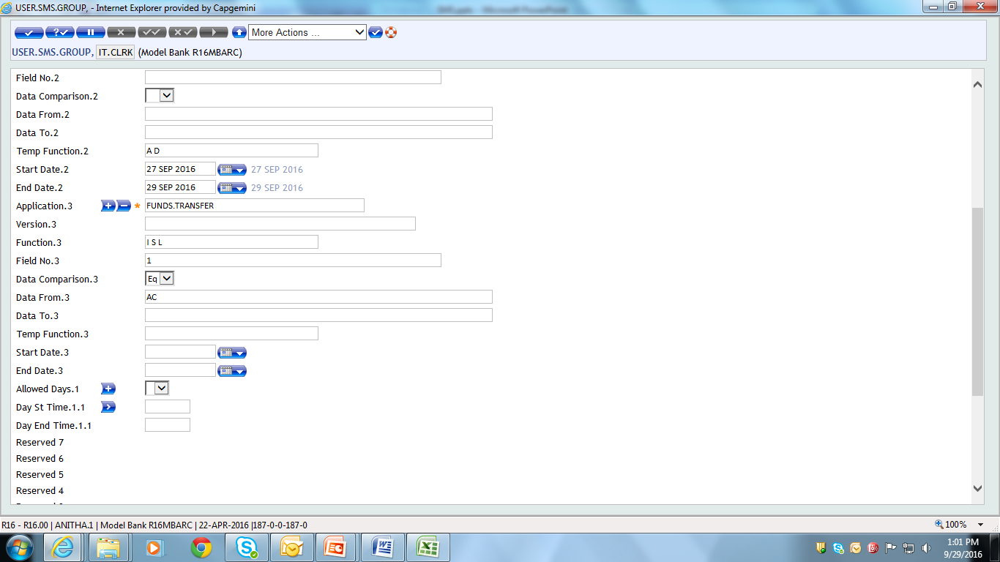 USER.SMS.GROUP, - Internet Explorer provided by Capgemini
More Actions ...
USER.SMS.GROUP, IT.CLRK (Model Bank R16MBARC)
Field No.2
Data Comparison.2
Data From.2
Data To.2
Temp Function.2 A D
Start Date.2 27 SEP 2016 27 SEP 2016
End Date.2 29 SEP 2016 29 SEP 2016
Application.3 * FUNDS.TRANSFER
Version.3
Function.3 I S L
Field No.3 1
Data Comparison.3 Eq
Data From.3 AC
Data To.3
Temp Function.3
Start Date.3
End Date.3
Allowed Days.1
Day St Time.1.1
Day End Time.1.1
Reserved 7
Reserved 6
Reserved 5
Reserved 4
R16 - R16.00 | ANITHA.1 | Model Bank R16MBARC | 22-APR-2016 |187-0-0-187-0
100%
1:01 PM
9/29/2016